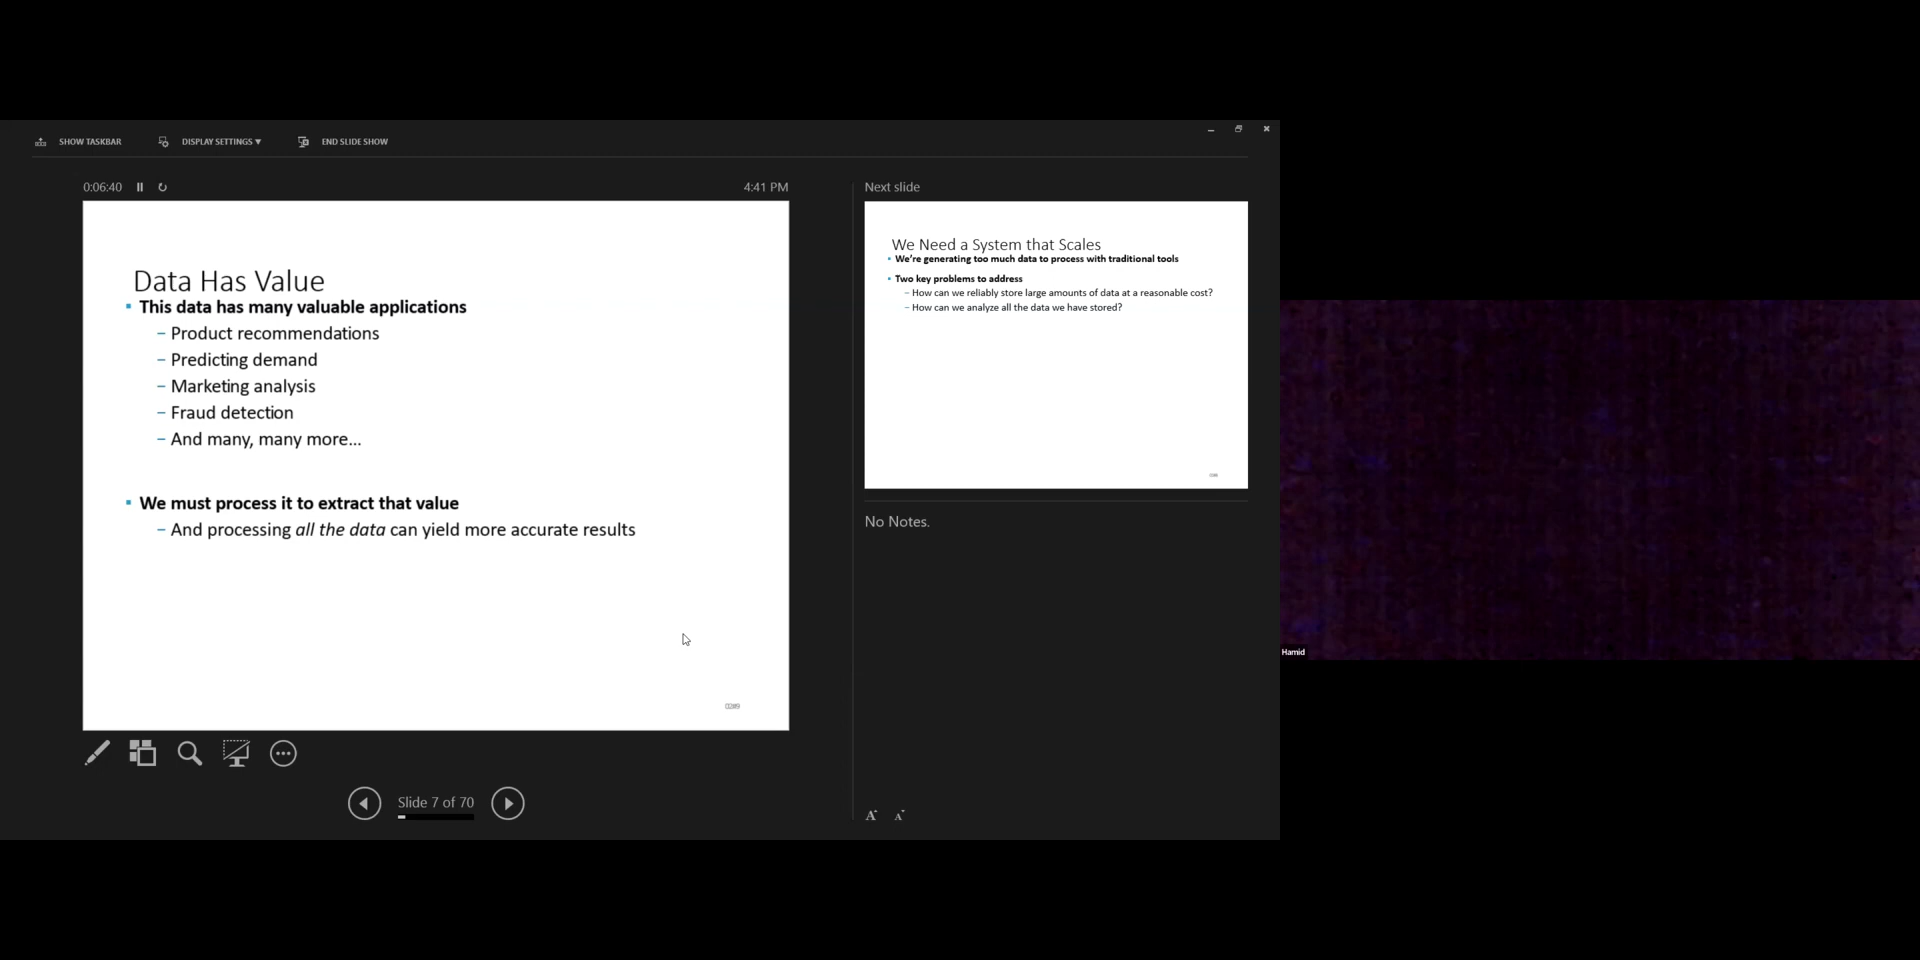 SHOW TASKBAR DISPLAY SETTINGS ▼ END SLIDE SHOW
0:06:40 4:41 PM
Data Has Value
▪ This data has many valuable applications
– Product recommendations
– Predicting demand
– Marketing analysis
– Fraud detection
– And many, many more...
▪ We must process it to extract that value
– And processing all the data can yield more accurate results
Slide 7 of 70
Next slide
We Need a System that Scales
▪ We're generating too much data to process with traditional tools
▪ Two key problems to address
– How can we reliably store large amounts of data at a reasonable cost?
– How can we analyze all the data we have stored?
No Notes.
A A
Hamid